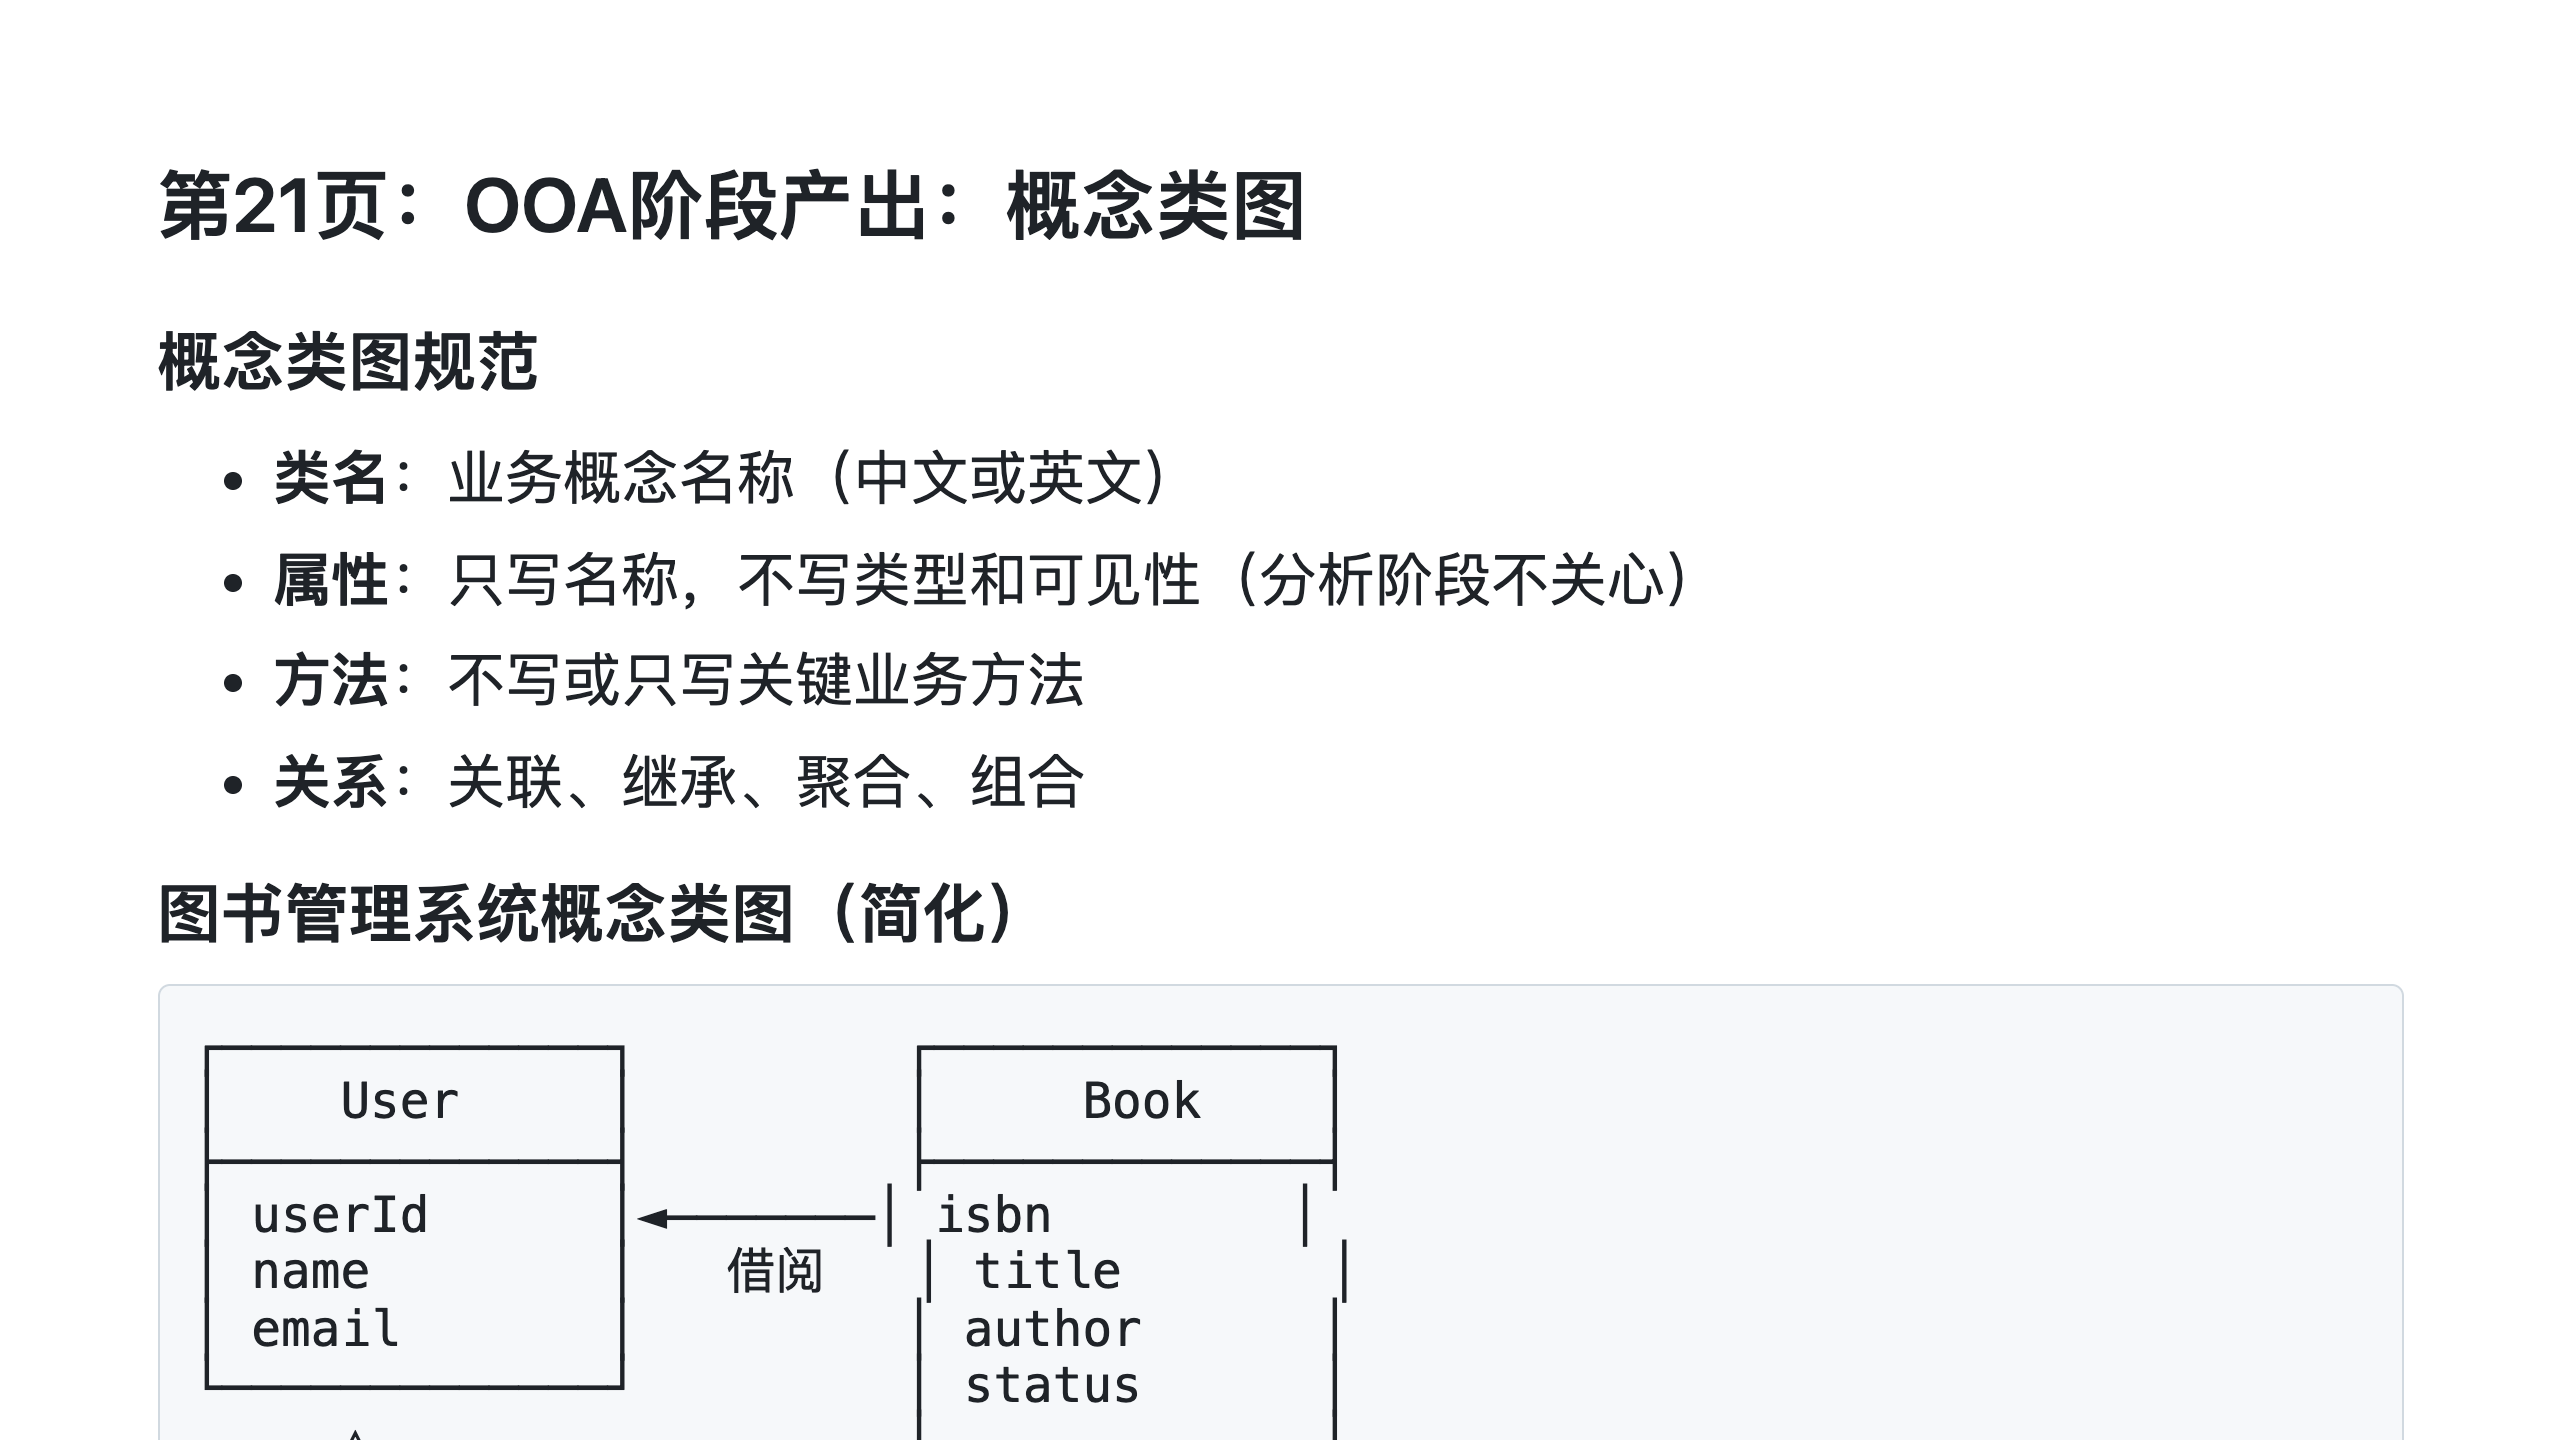 第21页：OOA阶段产出：概念类图
概念类图规范
• 类名：业务概念名称（中文或英文）
• 属性：只写名称，不写类型和可见性（分析阶段不关心）
• 方法：不写或只写关键业务方法
• 关系：关联、继承、聚合、组合
图书管理系统概念类图（简化）
User Book
userId isbn
name 借阅 title
email author
status